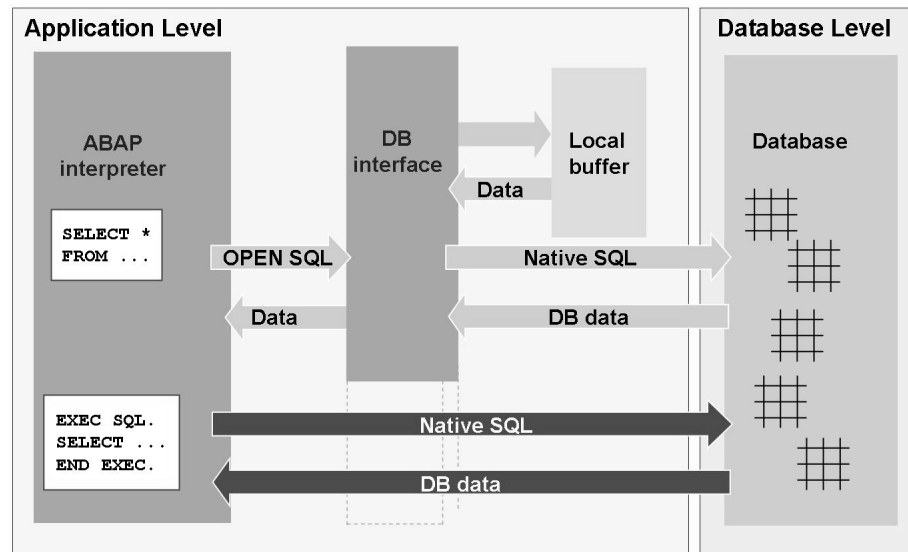 Application Level
Database Level
ABAP
interpreter
DB
interface
Local
buffer
Database
Data
SELECT *
FROM ...
OPEN SQL
Native SQL
Data
DB data
EXEC SQL.
SELECT ...
END EXEC.
Native SQL
DB data